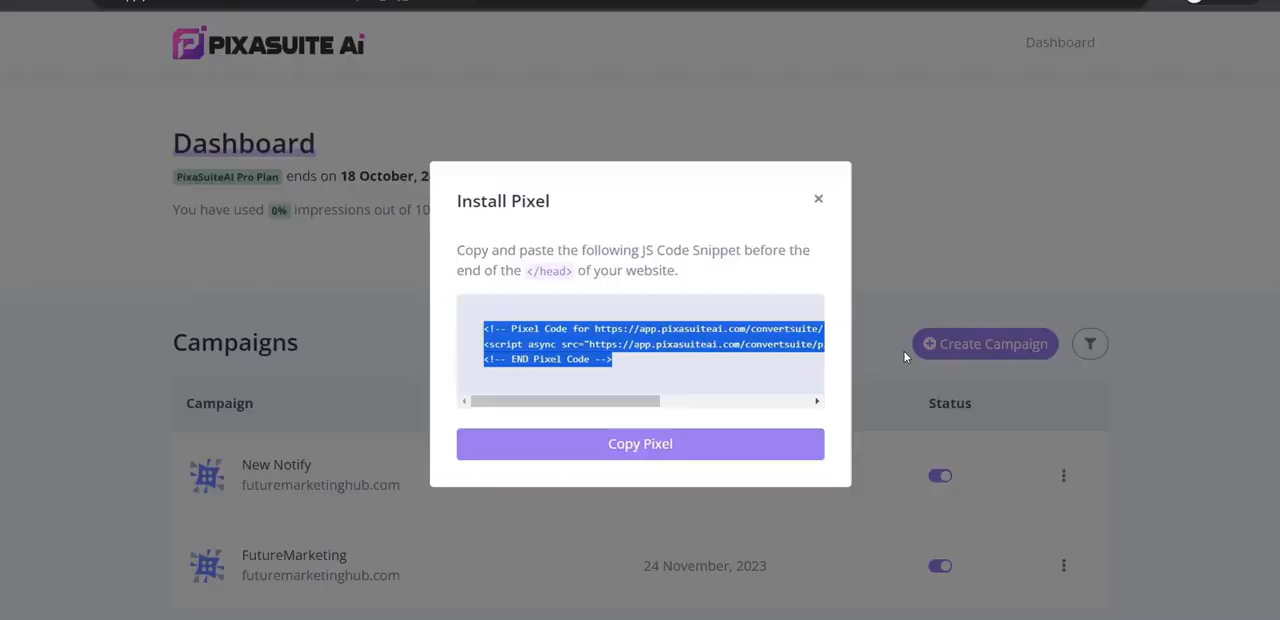 PIXASUITE Ai
Dashboard
Dashboard
PixaSuiteAI Pro Plan ends on 18 October, 2
You have used 0% impressions out of 10
Install Pixel
×
Copy and paste the following JS Code Snippet before the
end of the </head> of your website.
<!-- Pixel Code for https://app.pixasuiteai.com/convertsuite/
<script async src="https://app.pixasuiteai.com/convertsuite/p
<!-- END Pixel Code -->
Copy Pixel
Campaigns
Create Campaign
Campaign
Status
New Notify
futuremarketinghub.com
FutureMarketing
futuremarketinghub.com
24 November, 2023